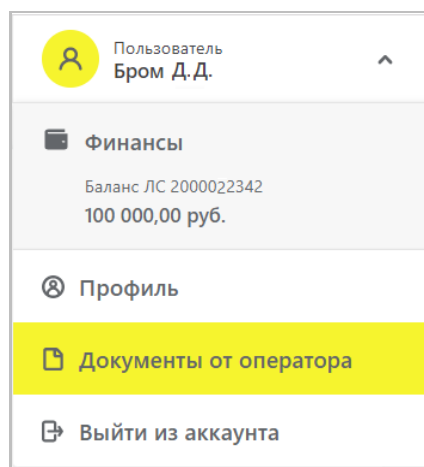 Пользователь
Бром Д.Д.
Финансы
Баланс ЛС 2000022342
100 000,00 руб.
Профиль
Документы от оператора
Выйти из аккаунта